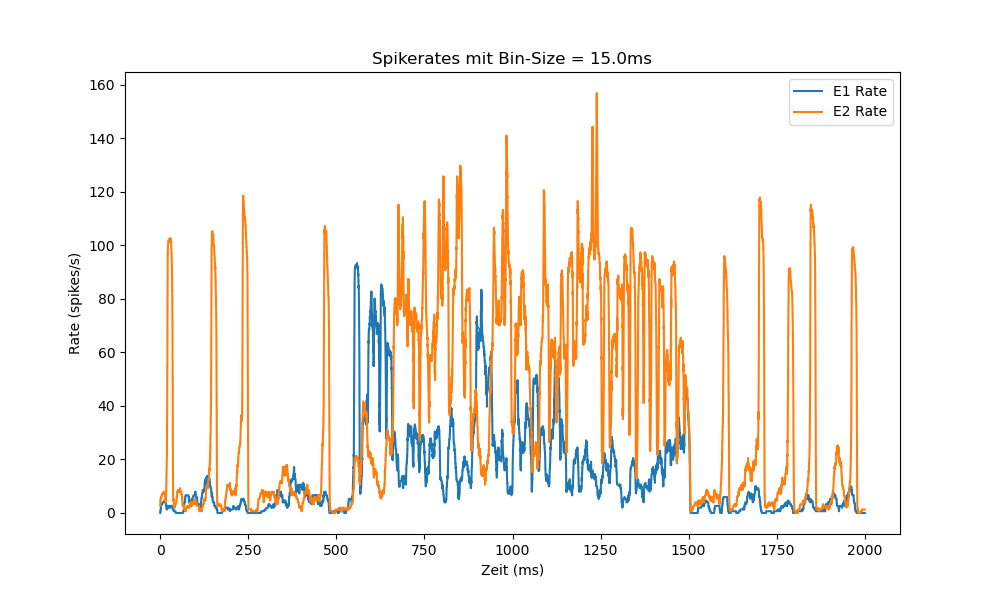 Spikerates mit Bin-Size = 15.0ms
160
140
120
100
80
60
40
20
0
Rate (spikes/s)
E1 Rate
E2 Rate
0 250 500 750 1000 1250 1500 1750 2000
Zeit (ms)